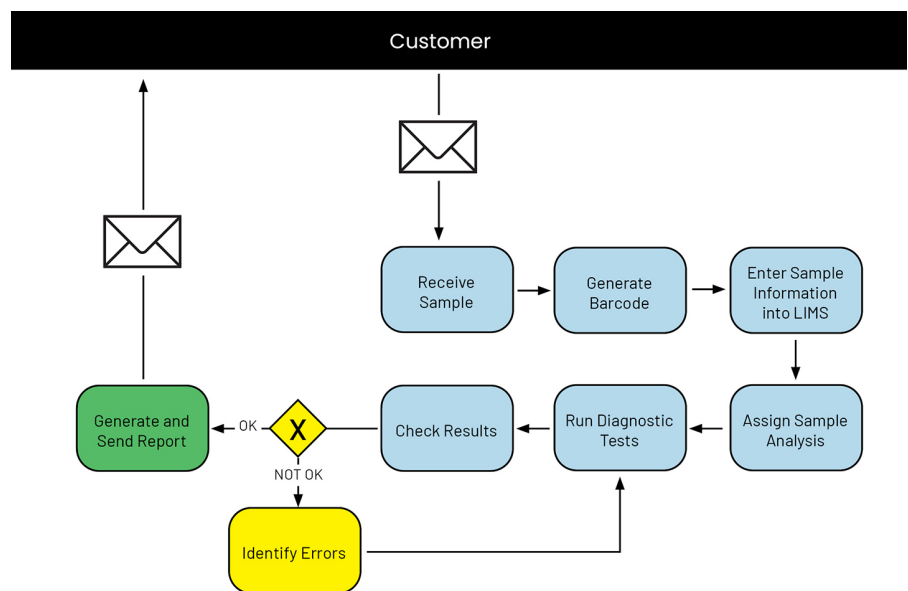 Customer
Receive
Sample
Generate
Barcode
Enter Sample
Information
into LIMS
Generate and
Send Report
OK
X
Check Results
Run Diagnostic
Tests
Assign Sample
Analysis
NOT OK
Identify Errors